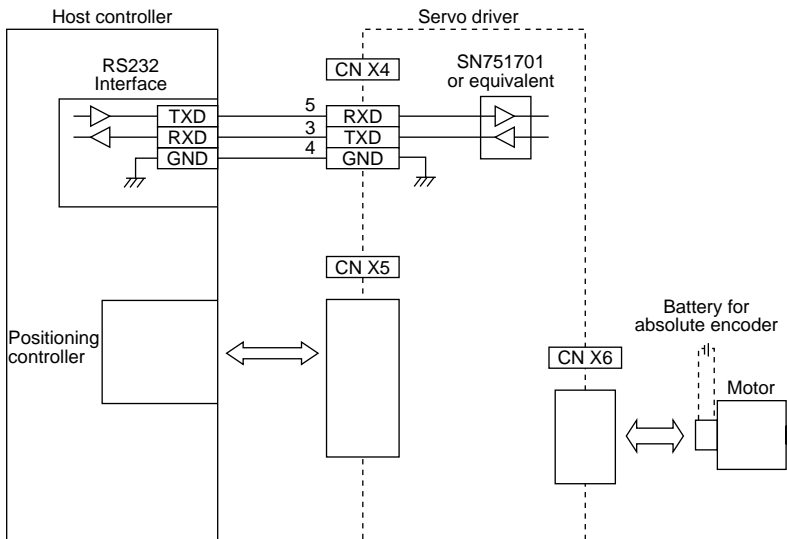 Host controller
Servo driver
RS232
Interface
CN X4
SN751701
or equivalent
TXD
5
RXD
RXD
3
TXD
GND
4
GND
CN X5
Positioning
controller
CN X6
Battery for
absolute encoder
Motor